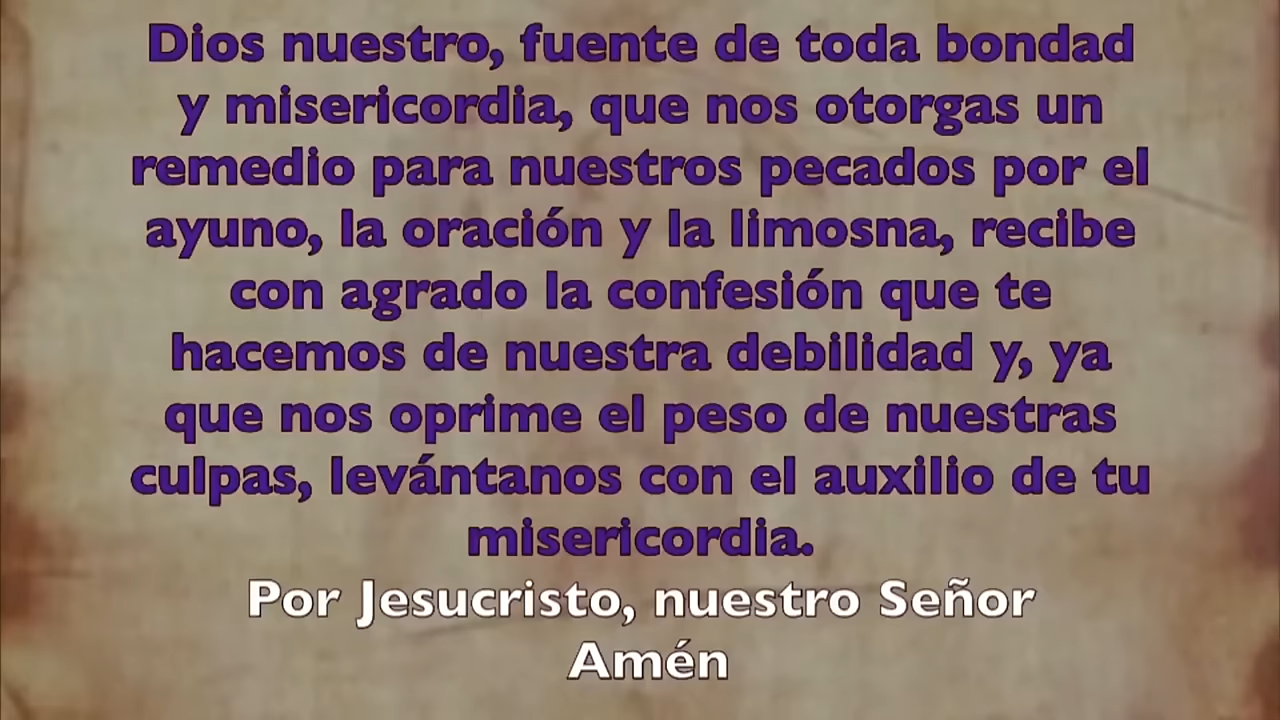 Dios nuestro, fuente de toda bondad
y misericordia, que nos otorgas un
remedio para nuestros pecados por el
ayuno, la oración y la limosna, recibe
con agrado la confesión que te
hacemos de nuestra debilidad y, ya
que nos oprime el peso de nuestras
culpas, levántanos con el auxilio de tu
misericordia.
Por Jesucristo, nuestro Señor
Amén